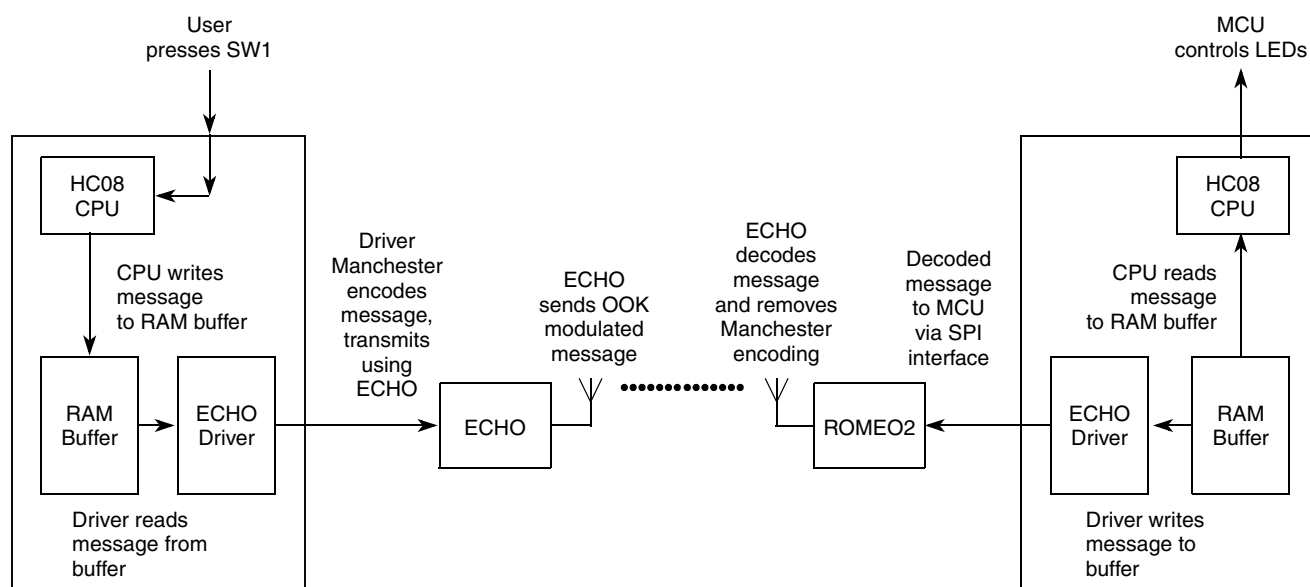 User
presses SW1
HC08
CPU
CPU writes
message
to RAM buffer
RAM
Buffer
ECHO
Driver
Driver reads
message from
buffer
Driver
Manchester
encodes
message,
transmits
using
ECHO
ECHO
ECHO
sends OOK
modulated
message
ECHO
decodes
message
and removes
Manchester
encoding
ROMEO2
Decoded
message
to MCU
via SPI
interface
MCU
controls LEDs
HC08
CPU
CPU reads
message
to RAM buffer
ECHO
Driver
RAM
Buffer
Driver writes
message to
buffer